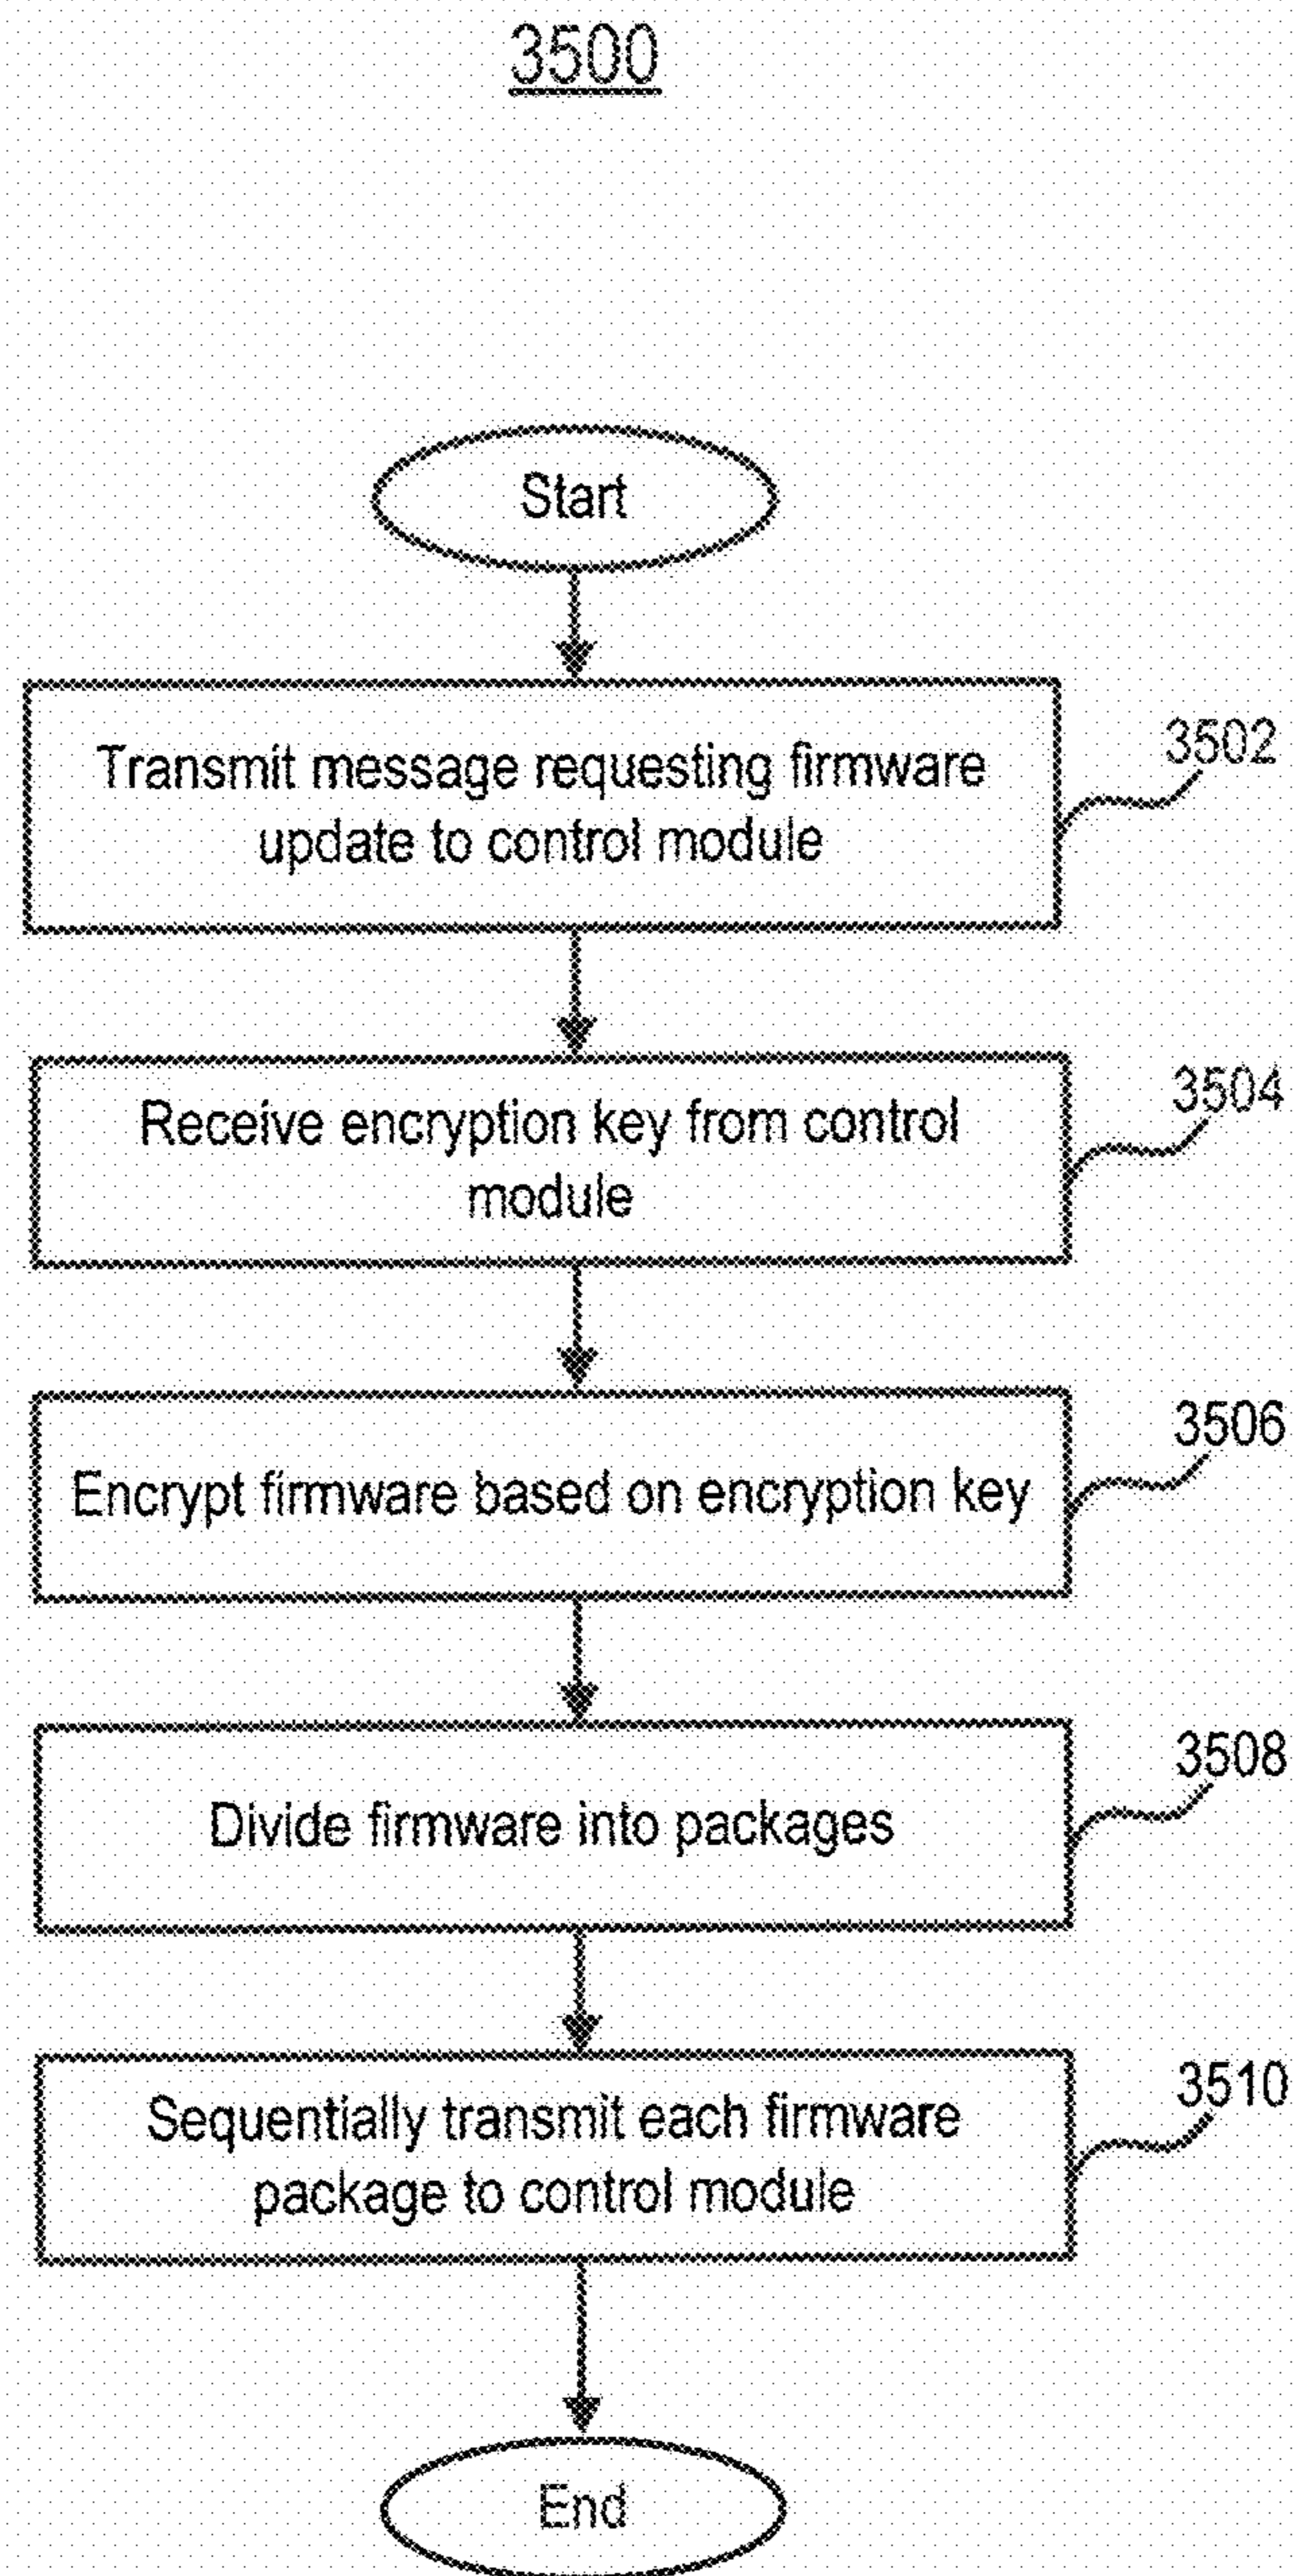 3500
Start
Transmit message requesting firmware
update to control module
3502
Receive encryption key from control
module
3504
Encrypt firmware based on encryption key
3506
Divide firmware into packages
3508
Sequentially transmit each firmware
package to control module
3510
End